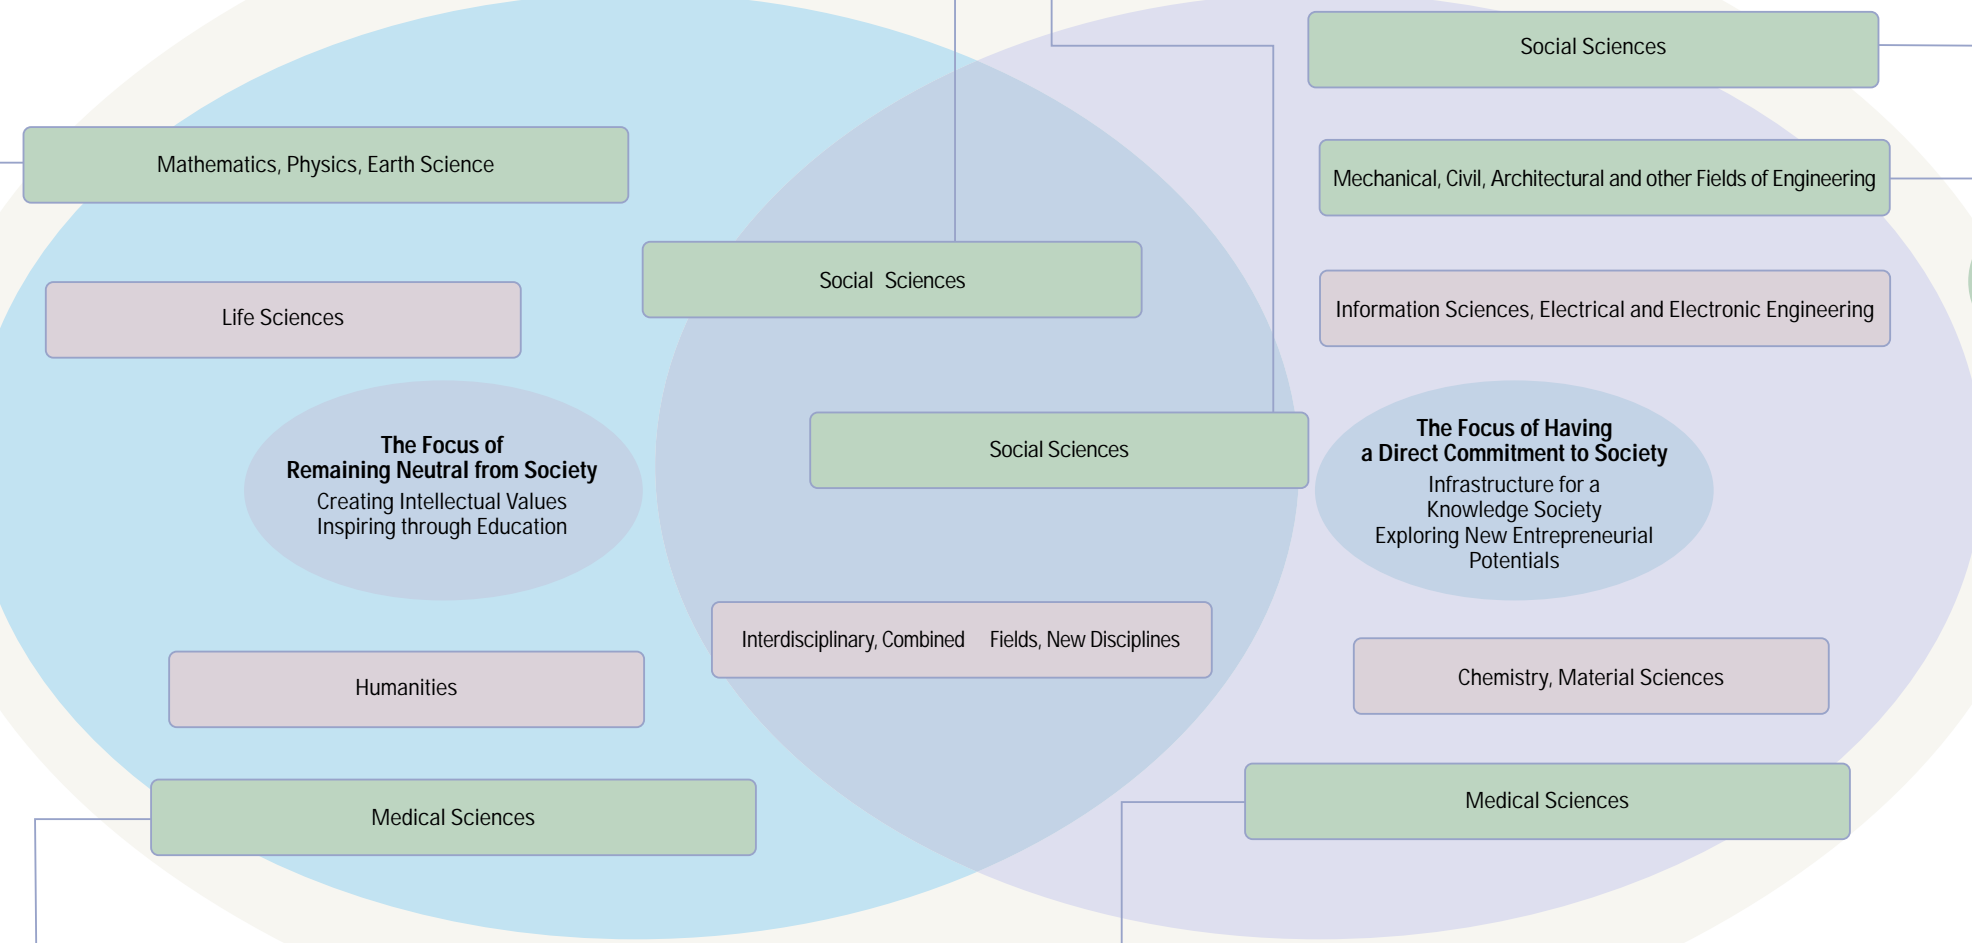 Social Sciences
Mathematics, Physics, Earth Science
Mechanical, Civil, Architectural and other Fields of Engineering
Social Sciences
Life Sciences
Information Sciences, Electrical and Electronic Engineering
The Focus of
Remaining Neutral from Society
Creating Intellectual Values
Inspiring through Education
Social Sciences
The Focus of Having
a Direct Commitment to Society
Infrastructure for a
Knowledge Society
Exploring New Entrepreneurial
Potentials
Interdisciplinary, Combined Fields, New Disciplines
Humanities
Chemistry, Material Sciences
Medical Sciences
Medical Sciences